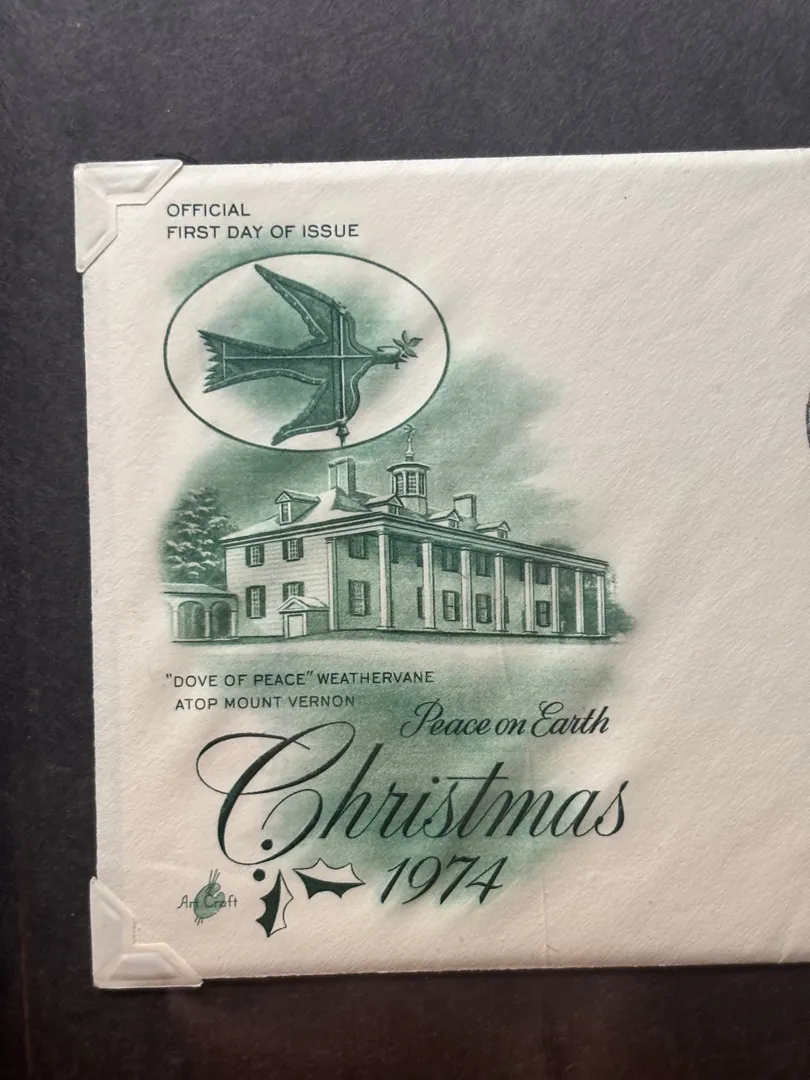 OFFICIAL
FIRST DAY OF ISSUE
"DOVE OF PEACE" WEATHERVANE
ATOP MOUNT VERNON
Peace on Earth
Christmas
1974
Art Craft